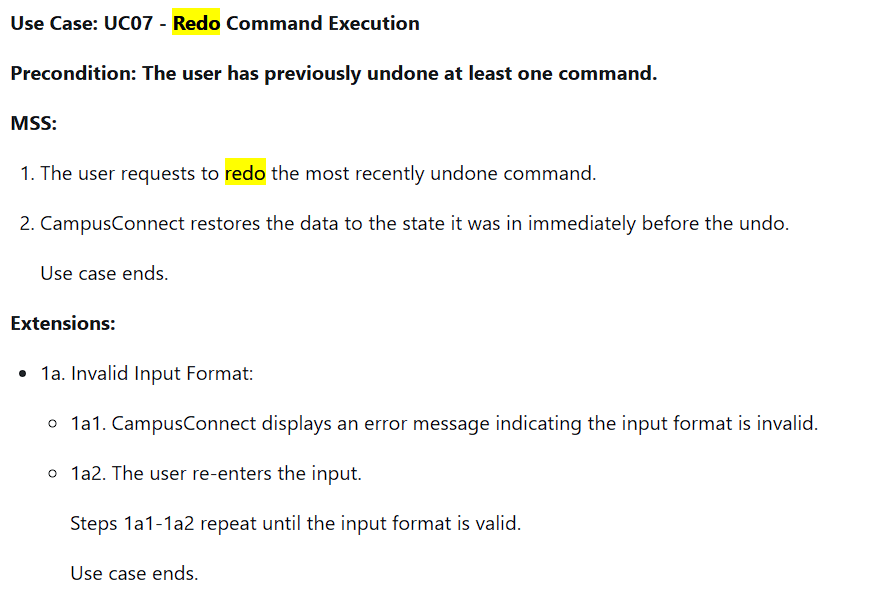 Use Case: UC07 - Redo Command Execution
Precondition: The user has previously undone at least one command.
MSS:
1. The user requests to redo the most recently undone command.
2. CampusConnect restores the data to the state it was in immediately before the undo.
Use case ends.
Extensions:
• 1a. Invalid Input Format:
○ 1a1. CampusConnect displays an error message indicating the input format is invalid.
○ 1a2. The user re-enters the input.
Steps 1a1-1a2 repeat until the input format is valid.
Use case ends.